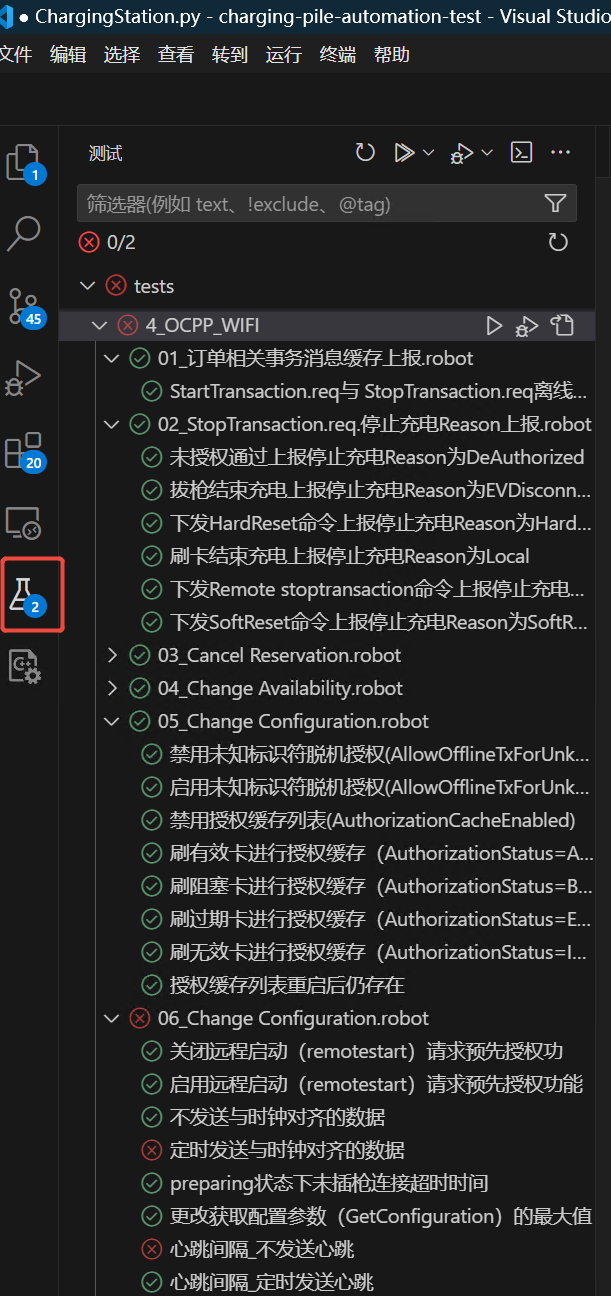 ● ChargingStation.py - charging-pile-automation-test - Visual Studio
文件 编辑 选择 查看 转到 运行 终端 帮助
测试
筛选器(例如 text、!exclude、@tag)
0/2
tests
4_OCPP_WIFI
01_订单相关事务消息缓存上报.robot
StartTransaction.req与 StopTransaction.req离线...
02_StopTransaction.req.停止充电Reason上报.robot
未授权通过上报停止充电Reason为DeAuthorized
拔枪结束充电上报停止充电Reason为EVDisconn...
下发HardReset命令上报停止充电Reason为Hard...
刷卡结束充电上报停止充电Reason为Local
下发Remote stoptransaction命令上报停止充电...
下发SoftReset命令上报停止充电Reason为SoftR...
03_Cancel Reservation.robot
04_Change Availability.robot
05_Change Configuration.robot
禁用未知标识符脱机授权(AllowOfflineTxForUnk...
启用未知标识符脱机授权(AllowOfflineTxForUnk...
禁用授权缓存列表(AuthorizationCacheEnabled)
刷有效卡进行授权缓存（AuthorizationStatus=A...
刷阻塞卡进行授权缓存（AuthorizationStatus=B...
刷过期卡进行授权缓存（AuthorizationStatus=E...
刷无效卡进行授权缓存（AuthorizationStatus=I...
授权缓存列表重启后仍存在
06_Change Configuration.robot
关闭远程启动（remotestart）请求预先授权功
启用远程启动（remotestart）请求预先授权功能
不发送与时钟对齐的数据
定时发送与时钟对齐的数据
preparing状态下未插枪连接超时时间
更改获取配置参数（GetConfiguration）的最大值
心跳间隔_不发送心跳
心跳间隔_定时发送心跳
1
45
20
2